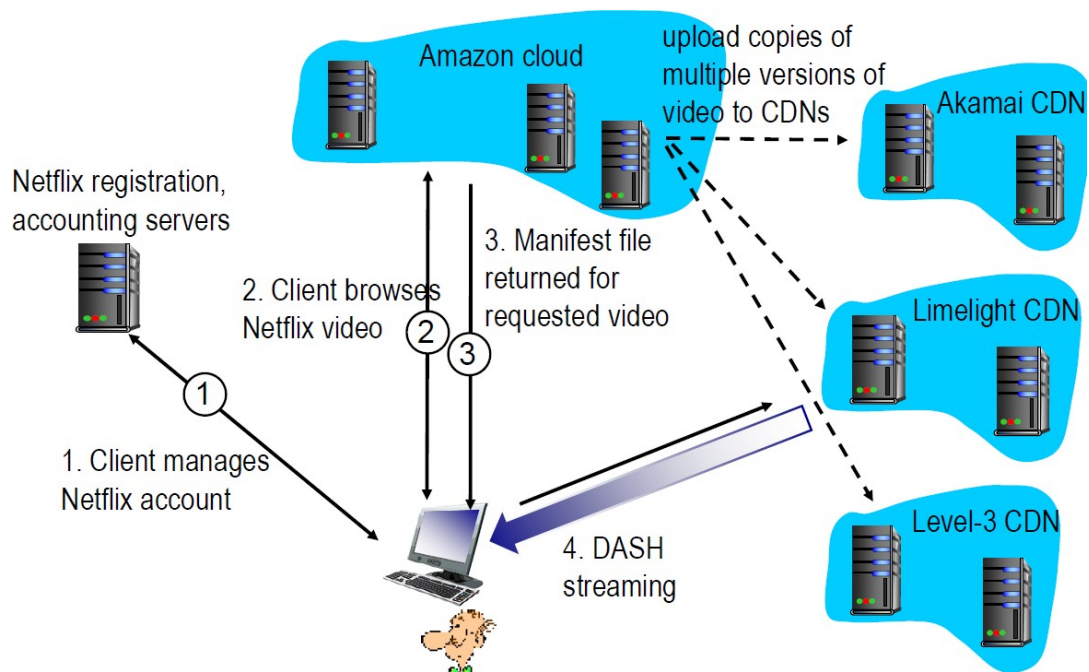 Amazon cloud
upload copies of
multiple versions of
video to CDNs
Akamai CDN
Netflix registration,
accounting servers
2. Client browses
Netflix video
3. Manifest file
returned for
requested video
Limelight CDN
2
3
1
1. Client manages
Netflix account
4. DASH
streaming
Level-3 CDN